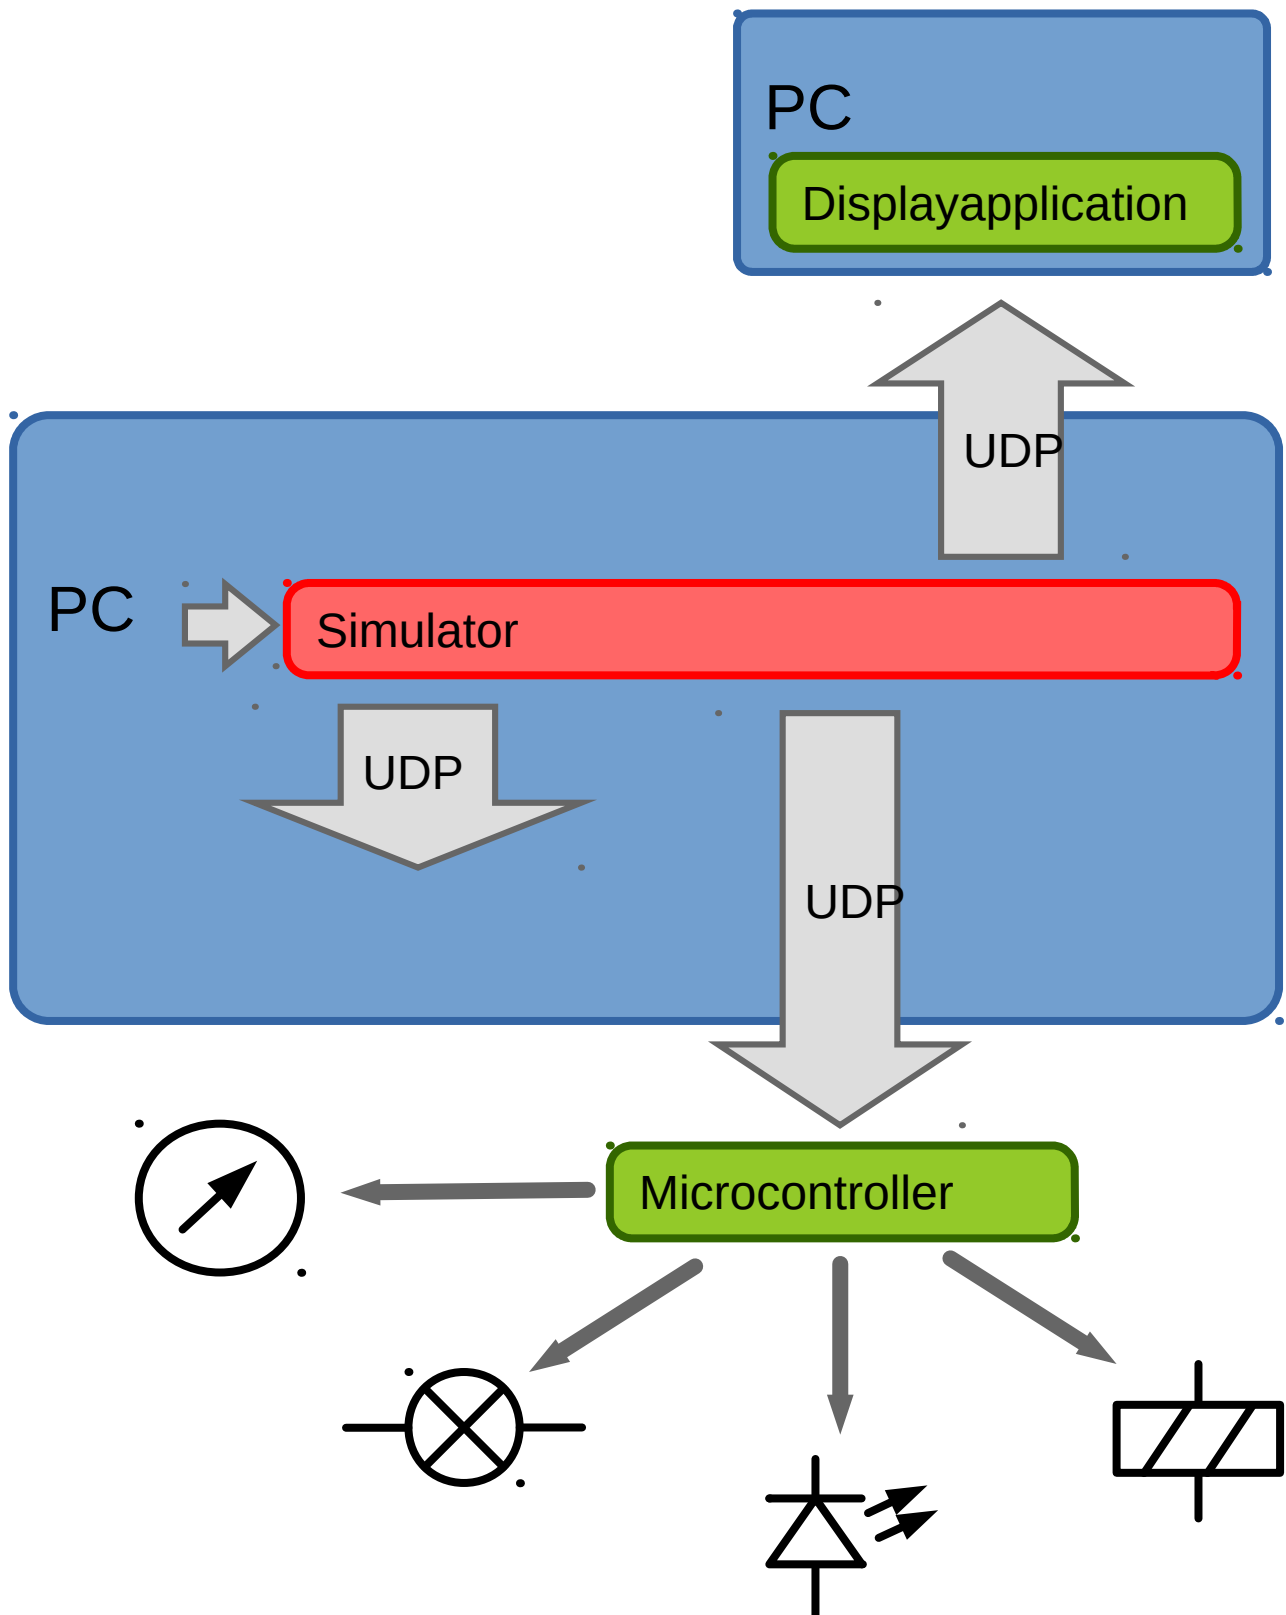 PC
Displayapplication
UDP
PC
Simulator
UDP
UDP
Microcontroller